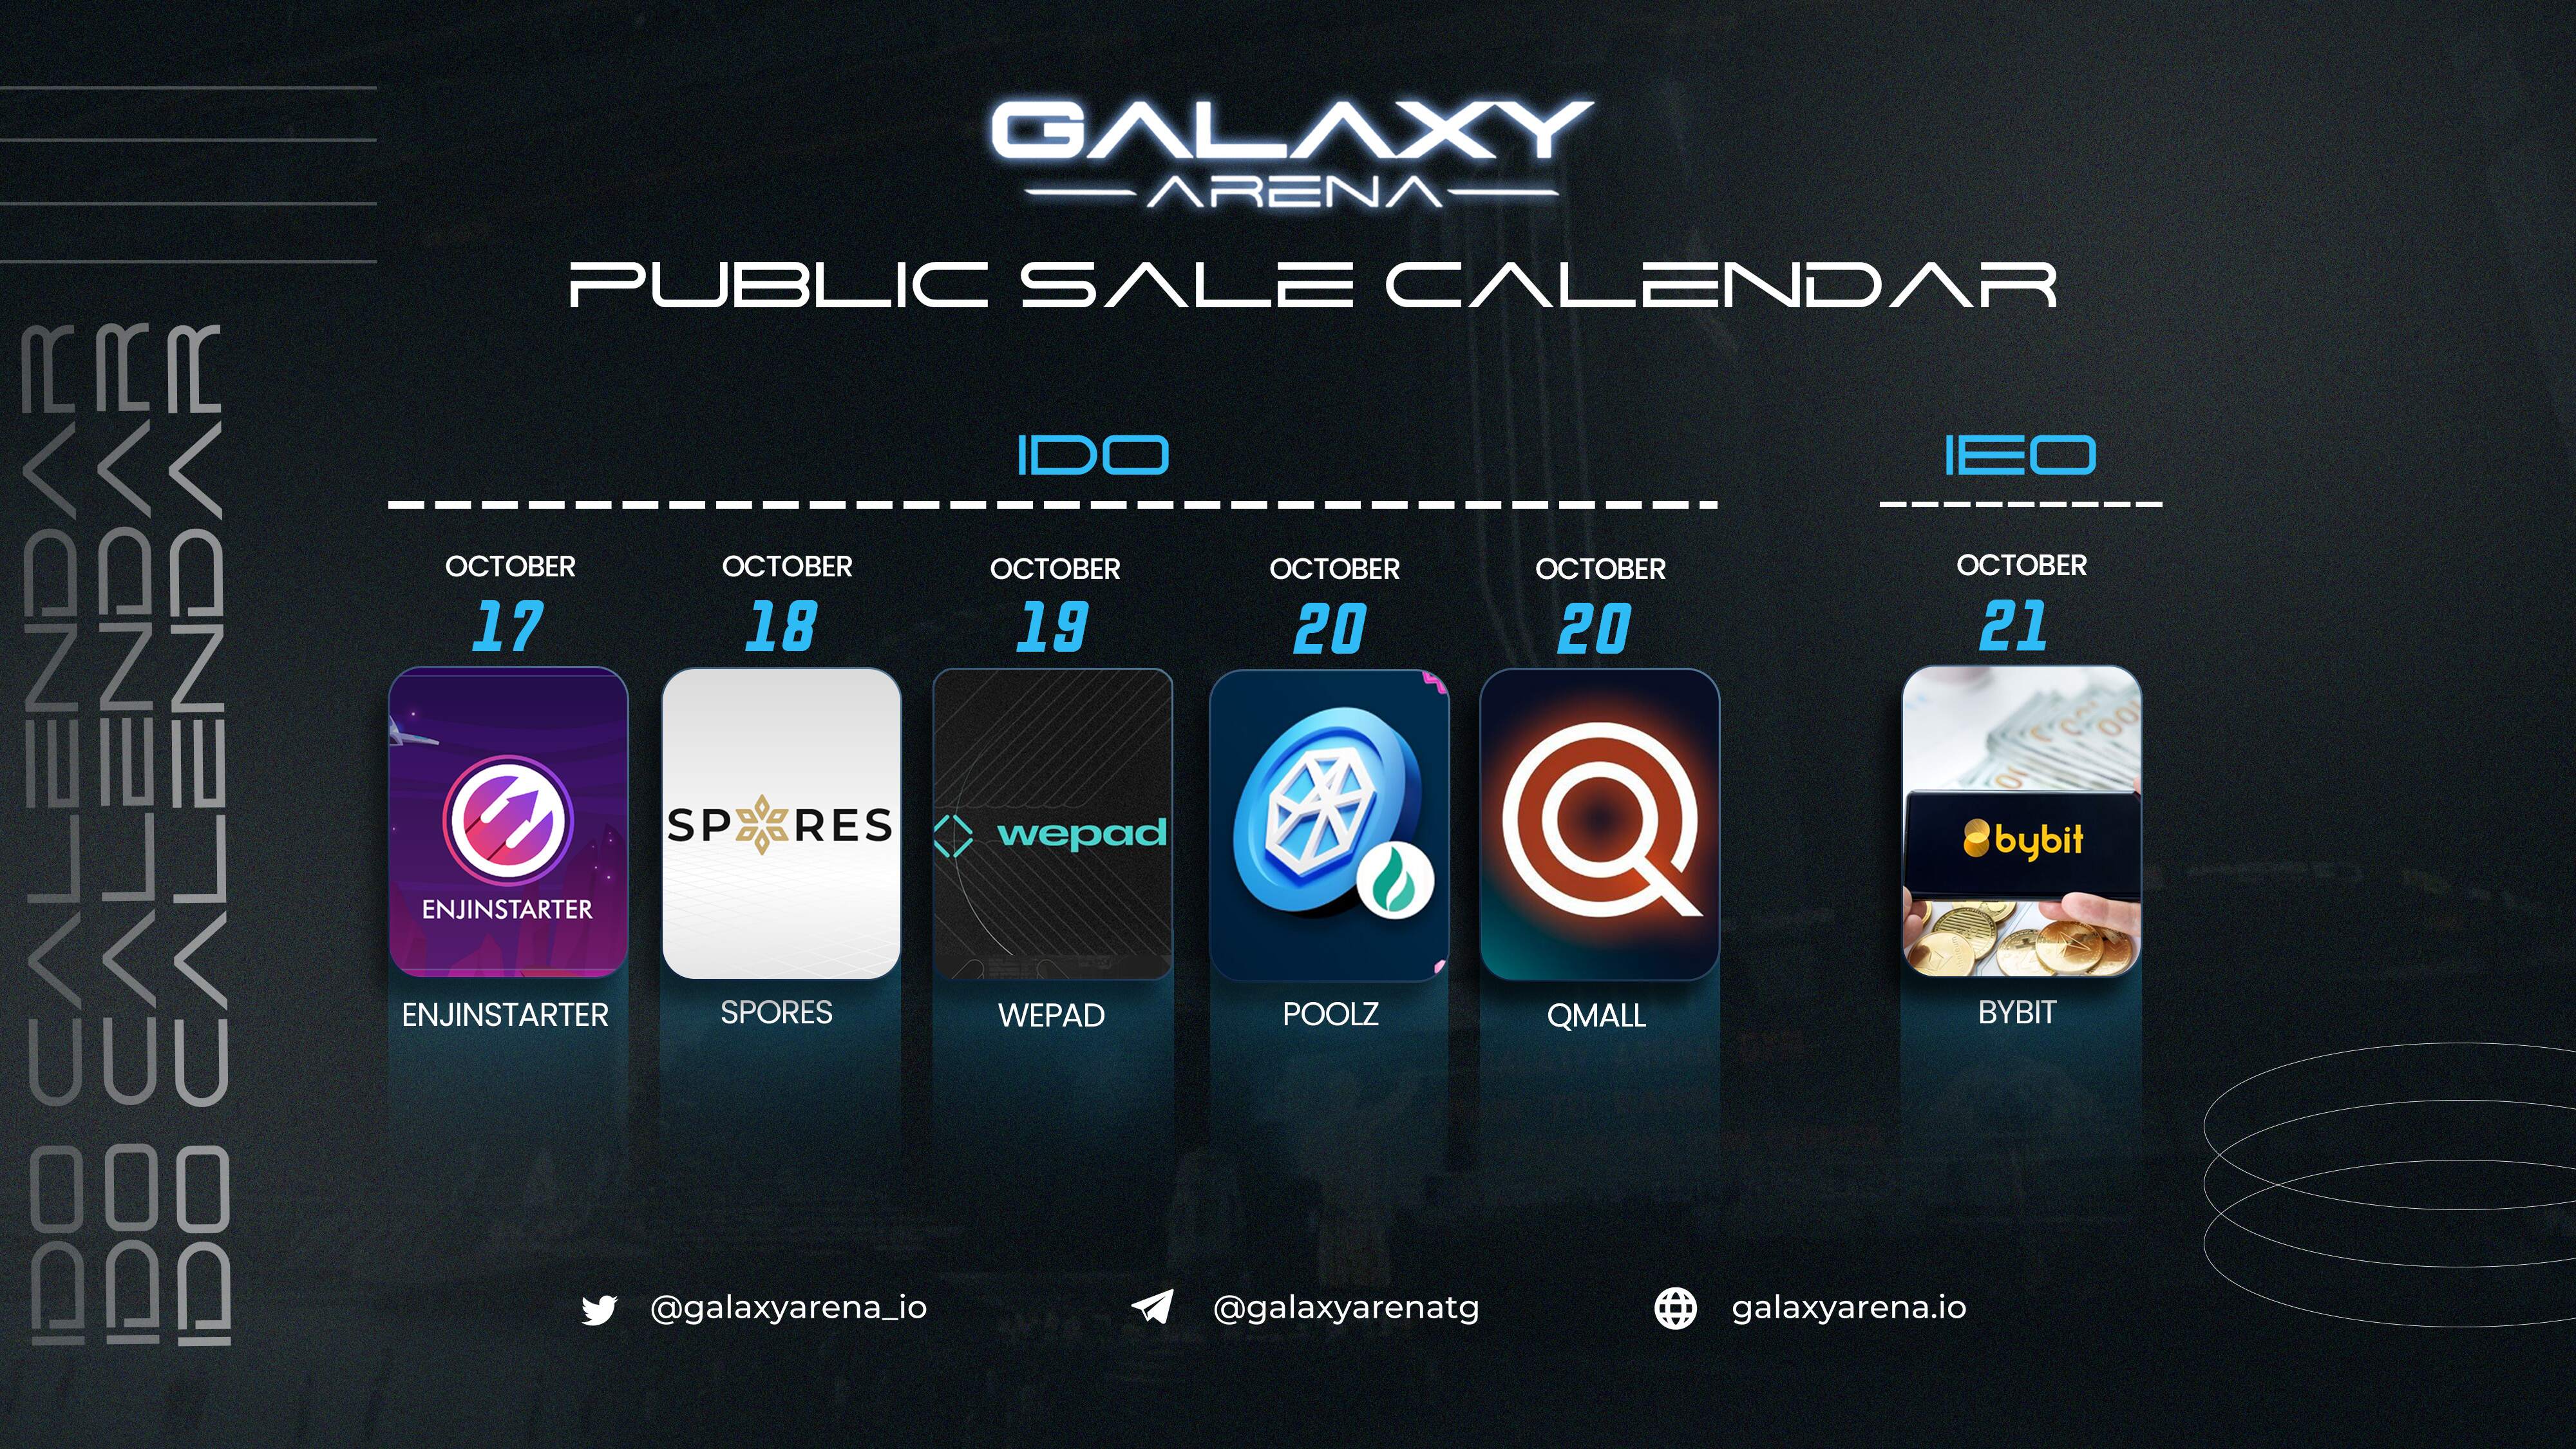 GALAXY
ARENA
PUBLIC SALE CALENDAR
IDO
IEO
OCTOBER
17
OCTOBER
18
OCTOBER
19
OCTOBER
20
OCTOBER
20
OCTOBER
21
ENJINSTARTER
SPORES
wepad
bybit
ENJINSTARTER
SPORES
WEPAD
POOLZ
QMALL
BYBIT
@galaxyarena_io
@galaxyarenatg
galaxyarena.io
IDO CALENDAR
IDO CALENDAR
IDO CALENDAR